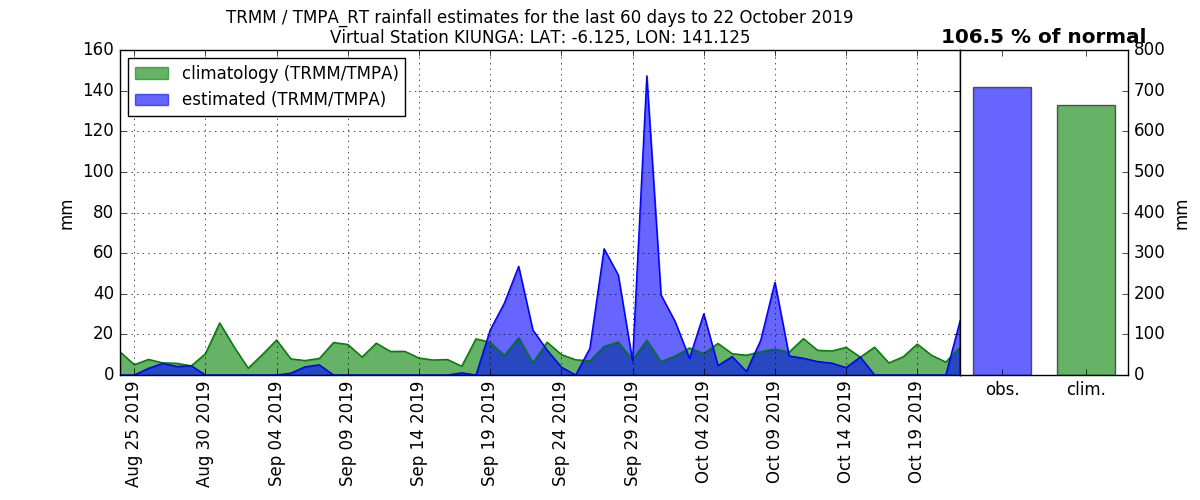 TRMM / TMPA_RT rainfall estimates for the last 60 days to 22 October 2019
Virtual Station KIUNGA: LAT: -6.125, LON: 141.125
106.5 % of normal
climatology (TRMM/TMPA)
estimated (TRMM/TMPA)
160
140
120
100
80
60
40
20
0
mm
Aug 25 2019
Aug 30 2019
Sep 04 2019
Sep 09 2019
Sep 14 2019
Sep 19 2019
Sep 24 2019
Sep 29 2019
Oct 04 2019
Oct 09 2019
Oct 14 2019
Oct 19 2019
obs.
clim.
800
700
600
500
400
300
200
100
0
mm